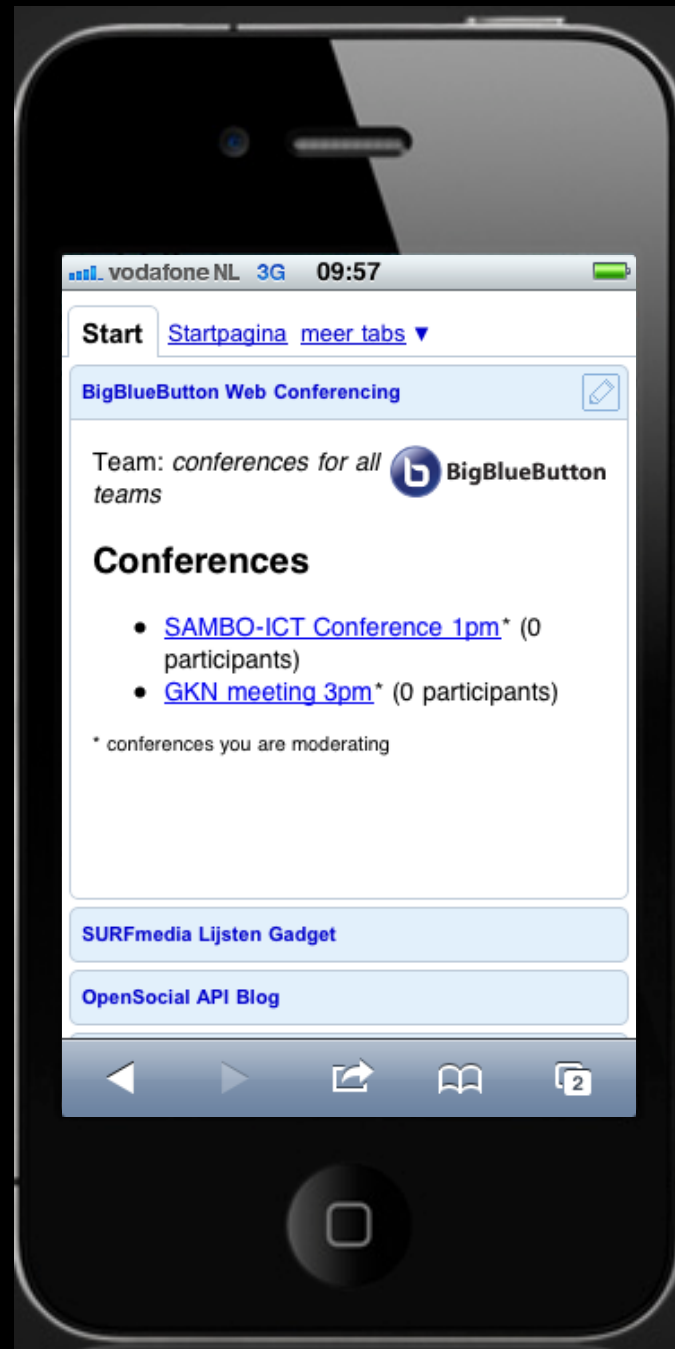 vodafone NL 3G 09:57
Start Startpagina meer tabs ▼
BigBlueButton Web Conferencing
Team: conferences for all
teams
b BigBlueButton
Conferences
• SAMBO-ICT Conference 1pm* (0
participants)
• GKN meeting 3pm* (0 participants)
* conferences you are moderating
SURFmedia Lijsten Gadget
OpenSocial API Blog
2